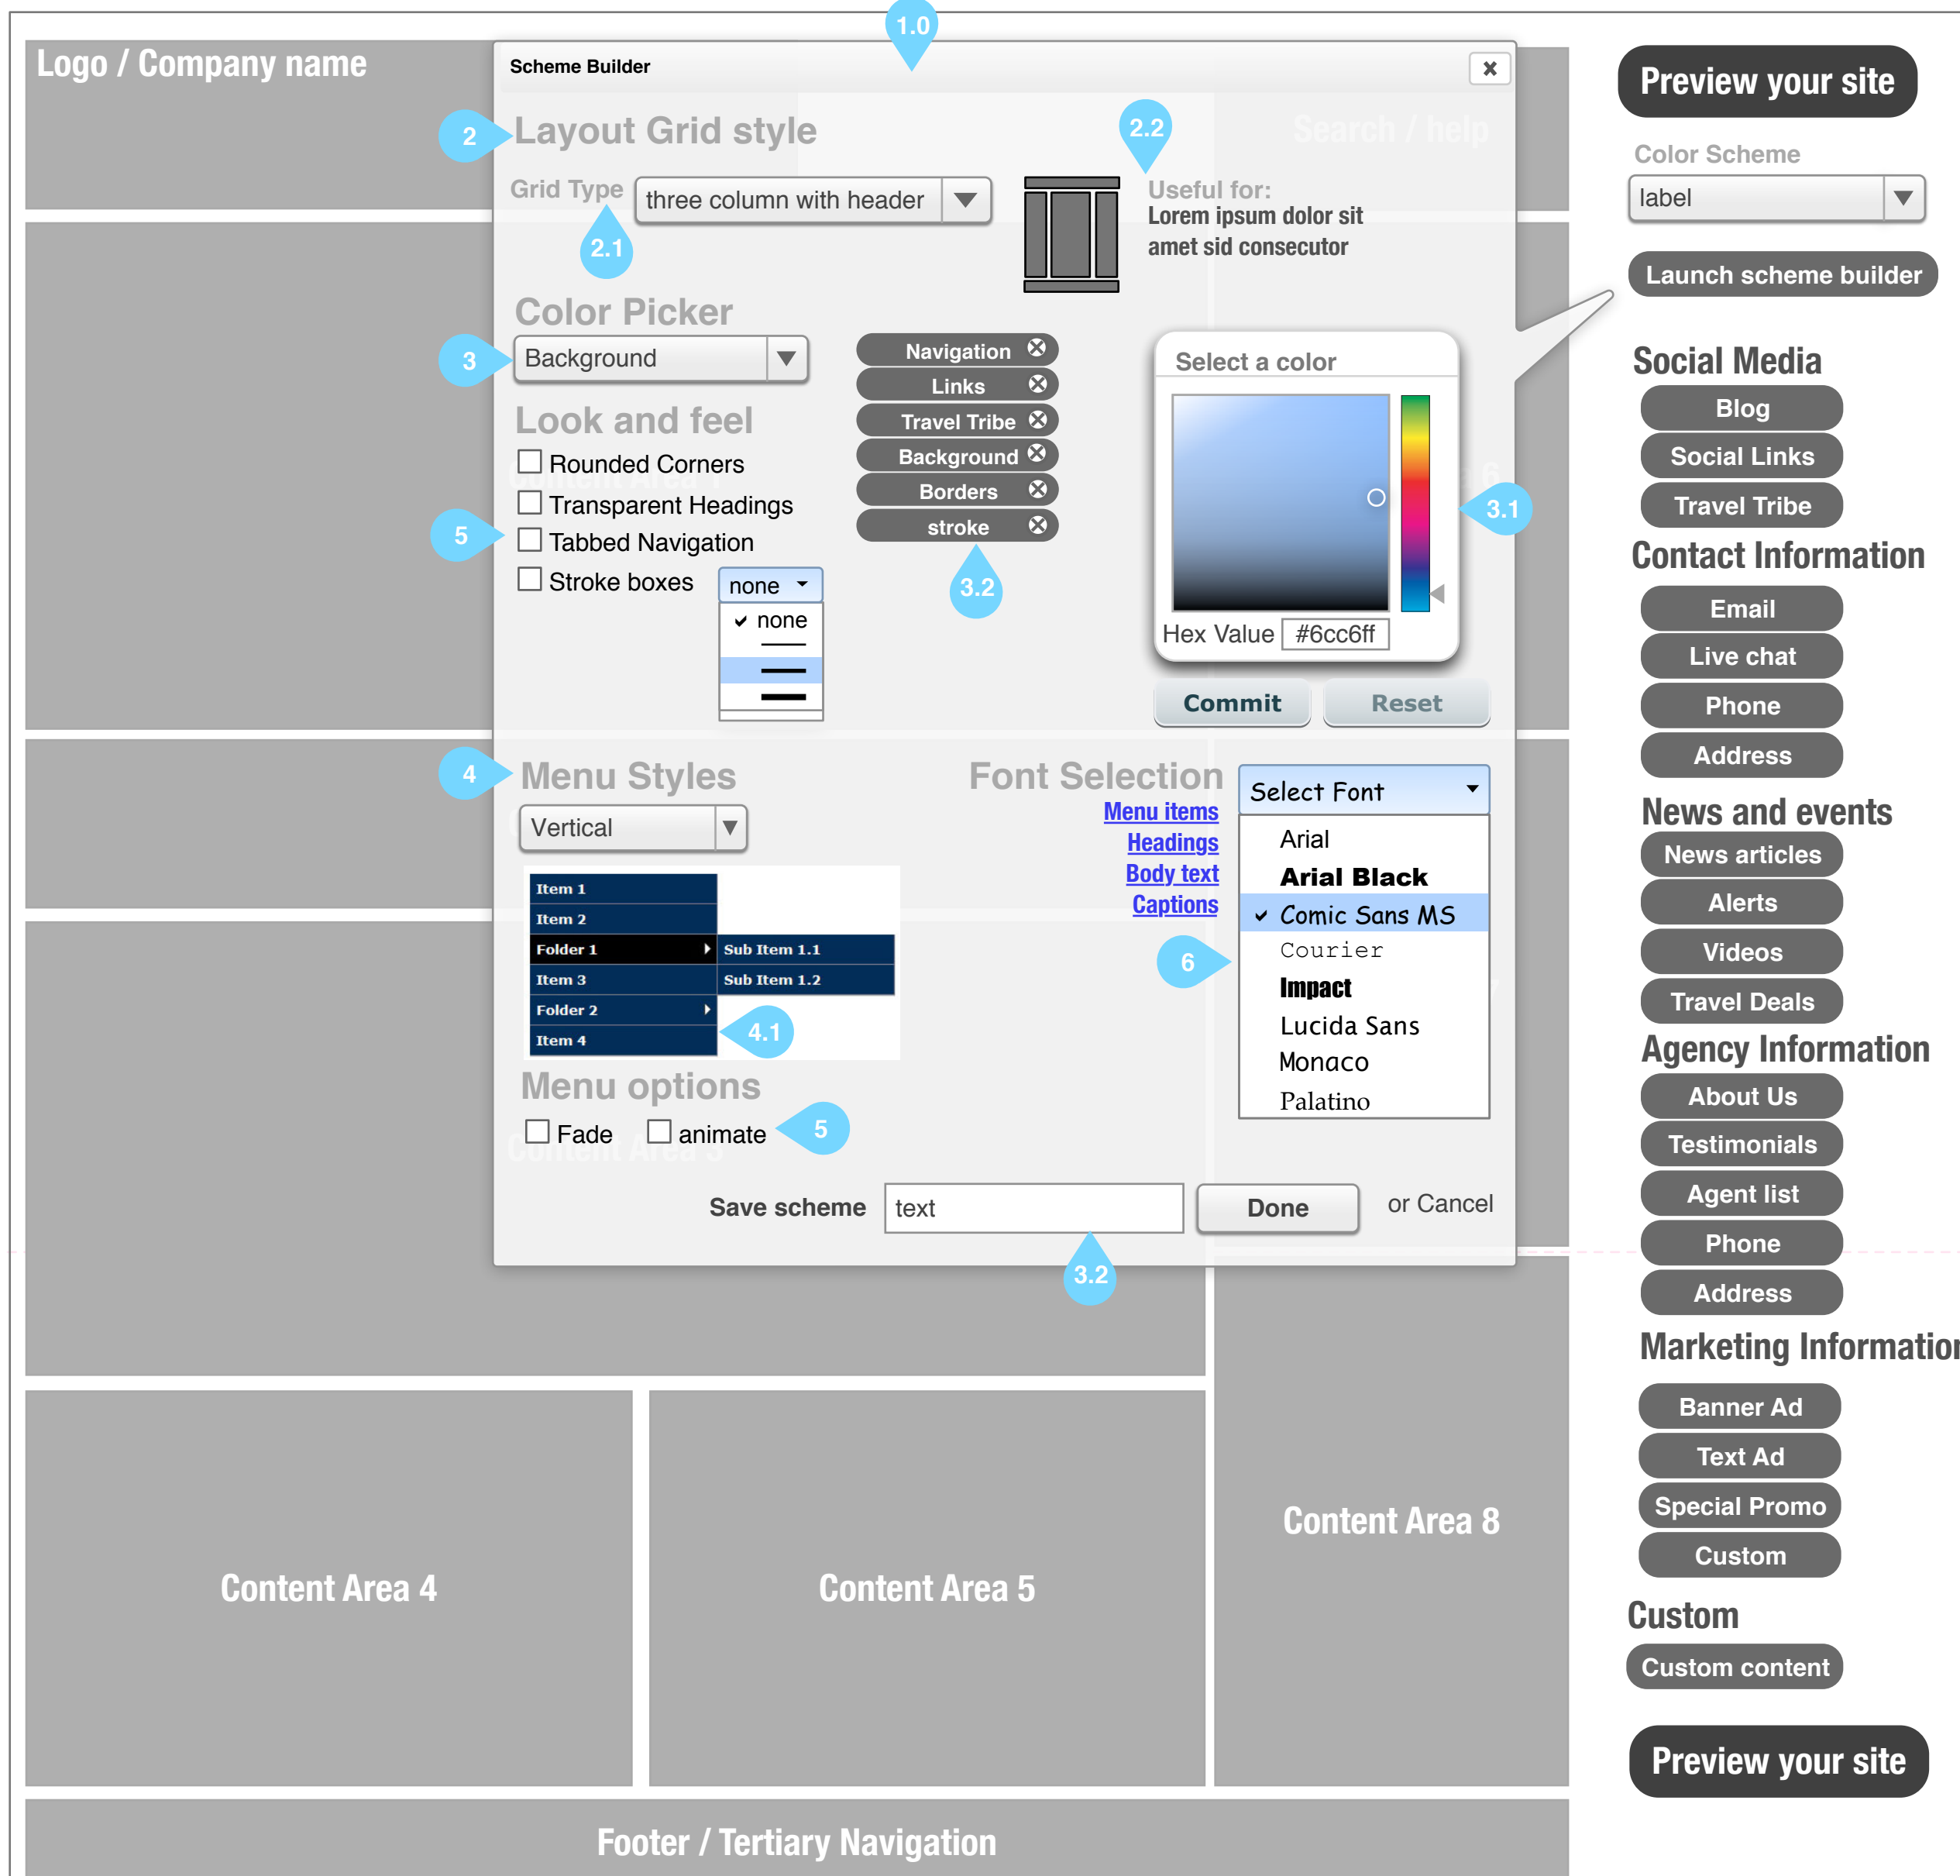 1.0
Logo / Company name
Scheme Builder
Preview your site
2
Layout Grid style
2.2
Search / help
Color Scheme
Grid Type
three column with header
Useful for:
Lorem ipsum dolor sit
amet sid consecutor
label
2.1
Launch scheme builder
Color Picker
3
Background
Navigation
Links
Travel Tribe
Background
Borders
stroke
3.2
Select a color
3.1
Hex Value #6cc6ff
Commit
Reset
Look and feel
Rounded Corners
Content Area 1
Transparent Headings
5
Tabbed Navigation
Stroke boxes
none
none
4
Menu Styles
Vertical
Item 1
Item 2
Folder 1
Sub Item 1.1
Item 3
Sub Item 1.2
Folder 2
Item 4
4.1
Menu options
Fade
animate
5
Content Area 3
Font Selection
Menu items
Headings
Body text
Captions
6
Select Font
Arial
Arial Black
Comic Sans MS
Courier
Impact
Lucida Sans
Monaco
Palatino
Save scheme
text
Done
or Cancel
3.2
Social Media
Blog
Social Links
Travel Tribe
Contact Information
Email
Live chat
Phone
Address
News and events
News articles
Alerts
Videos
Travel Deals
Agency Information
About Us
Testimonials
Agent list
Phone
Address
Marketing Information
Banner Ad
Text Ad
Special Promo
Custom
Custom
Custom content
Preview your site
Content Area 4
Content Area 5
Content Area 8
Footer / Tertiary Navigation